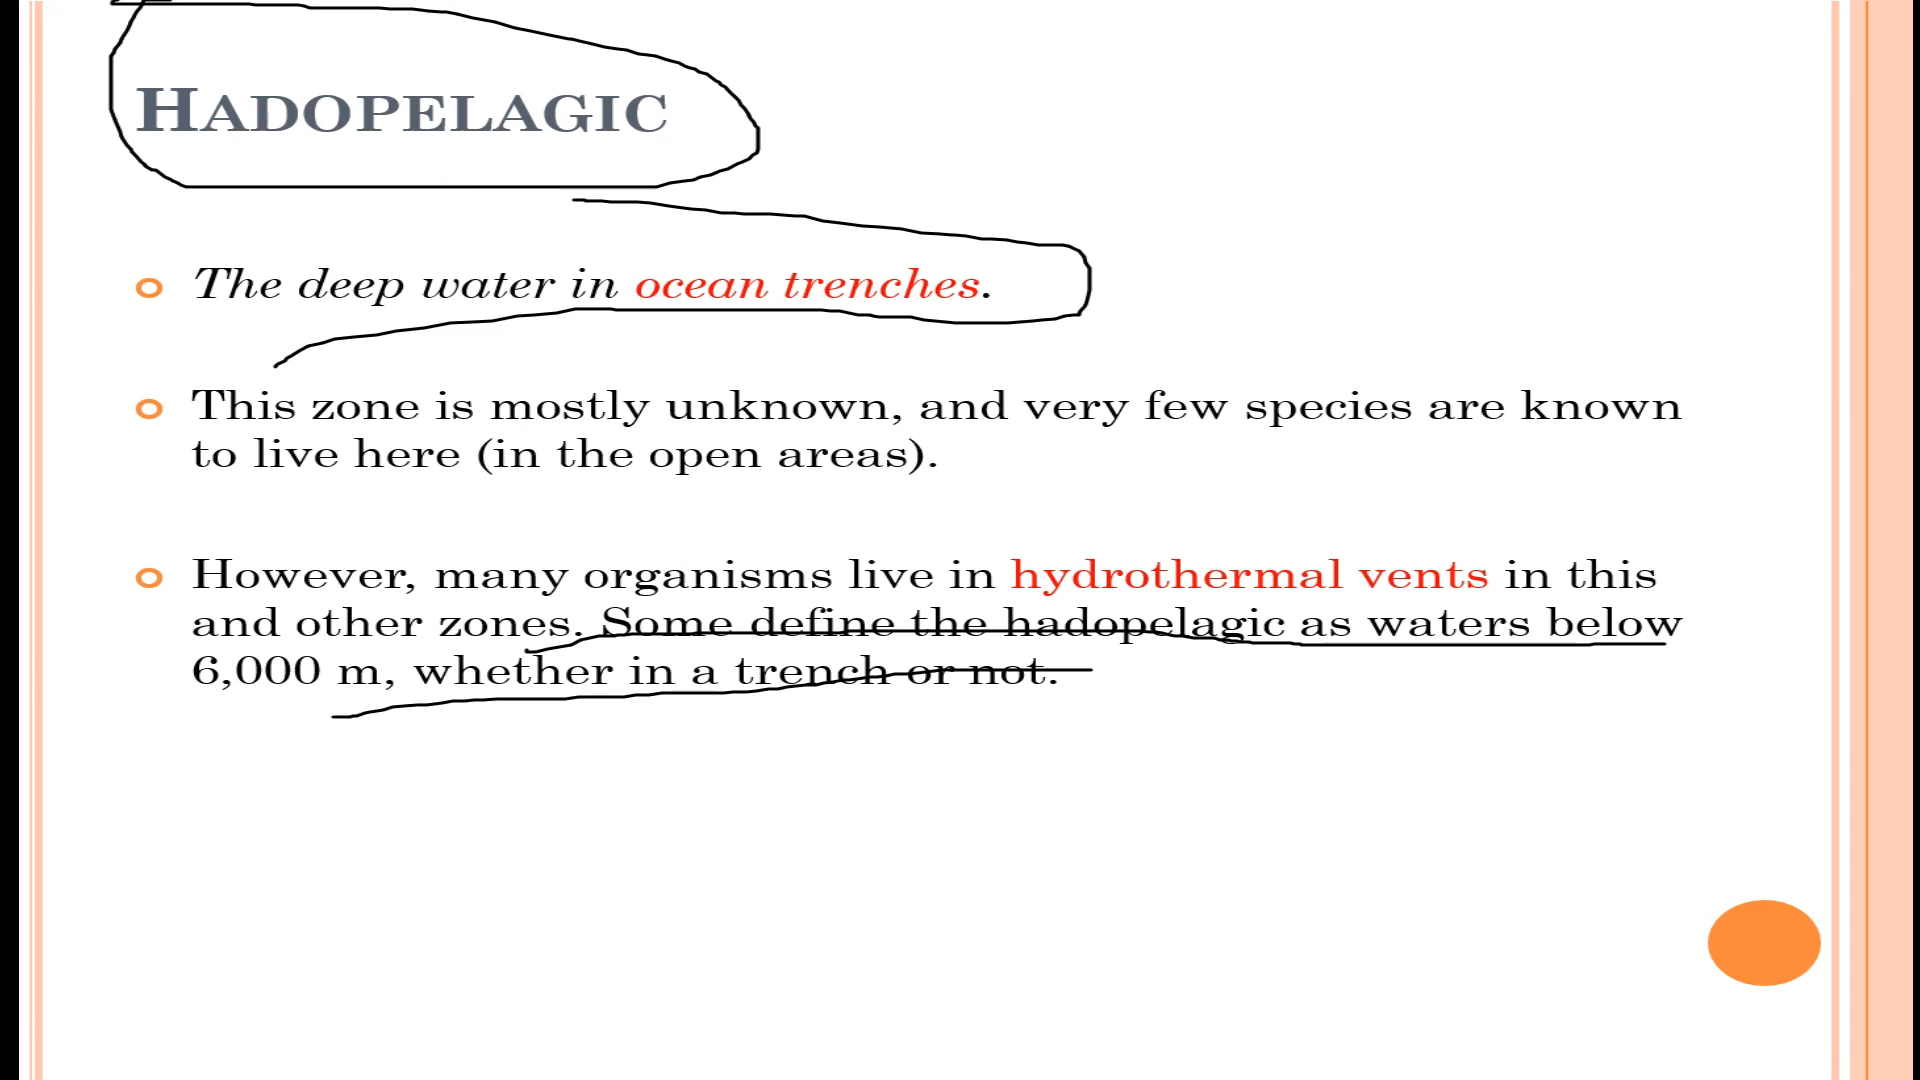 HADOPELAGIC
The deep water in ocean trenches.
This zone is mostly unknown, and very few species are known
to live here (in the open areas).
However, many organisms live in hydrothermal vents in this
and other zones. Some define the hadopelagic as waters below
6,000 m, whether in a trench or not.